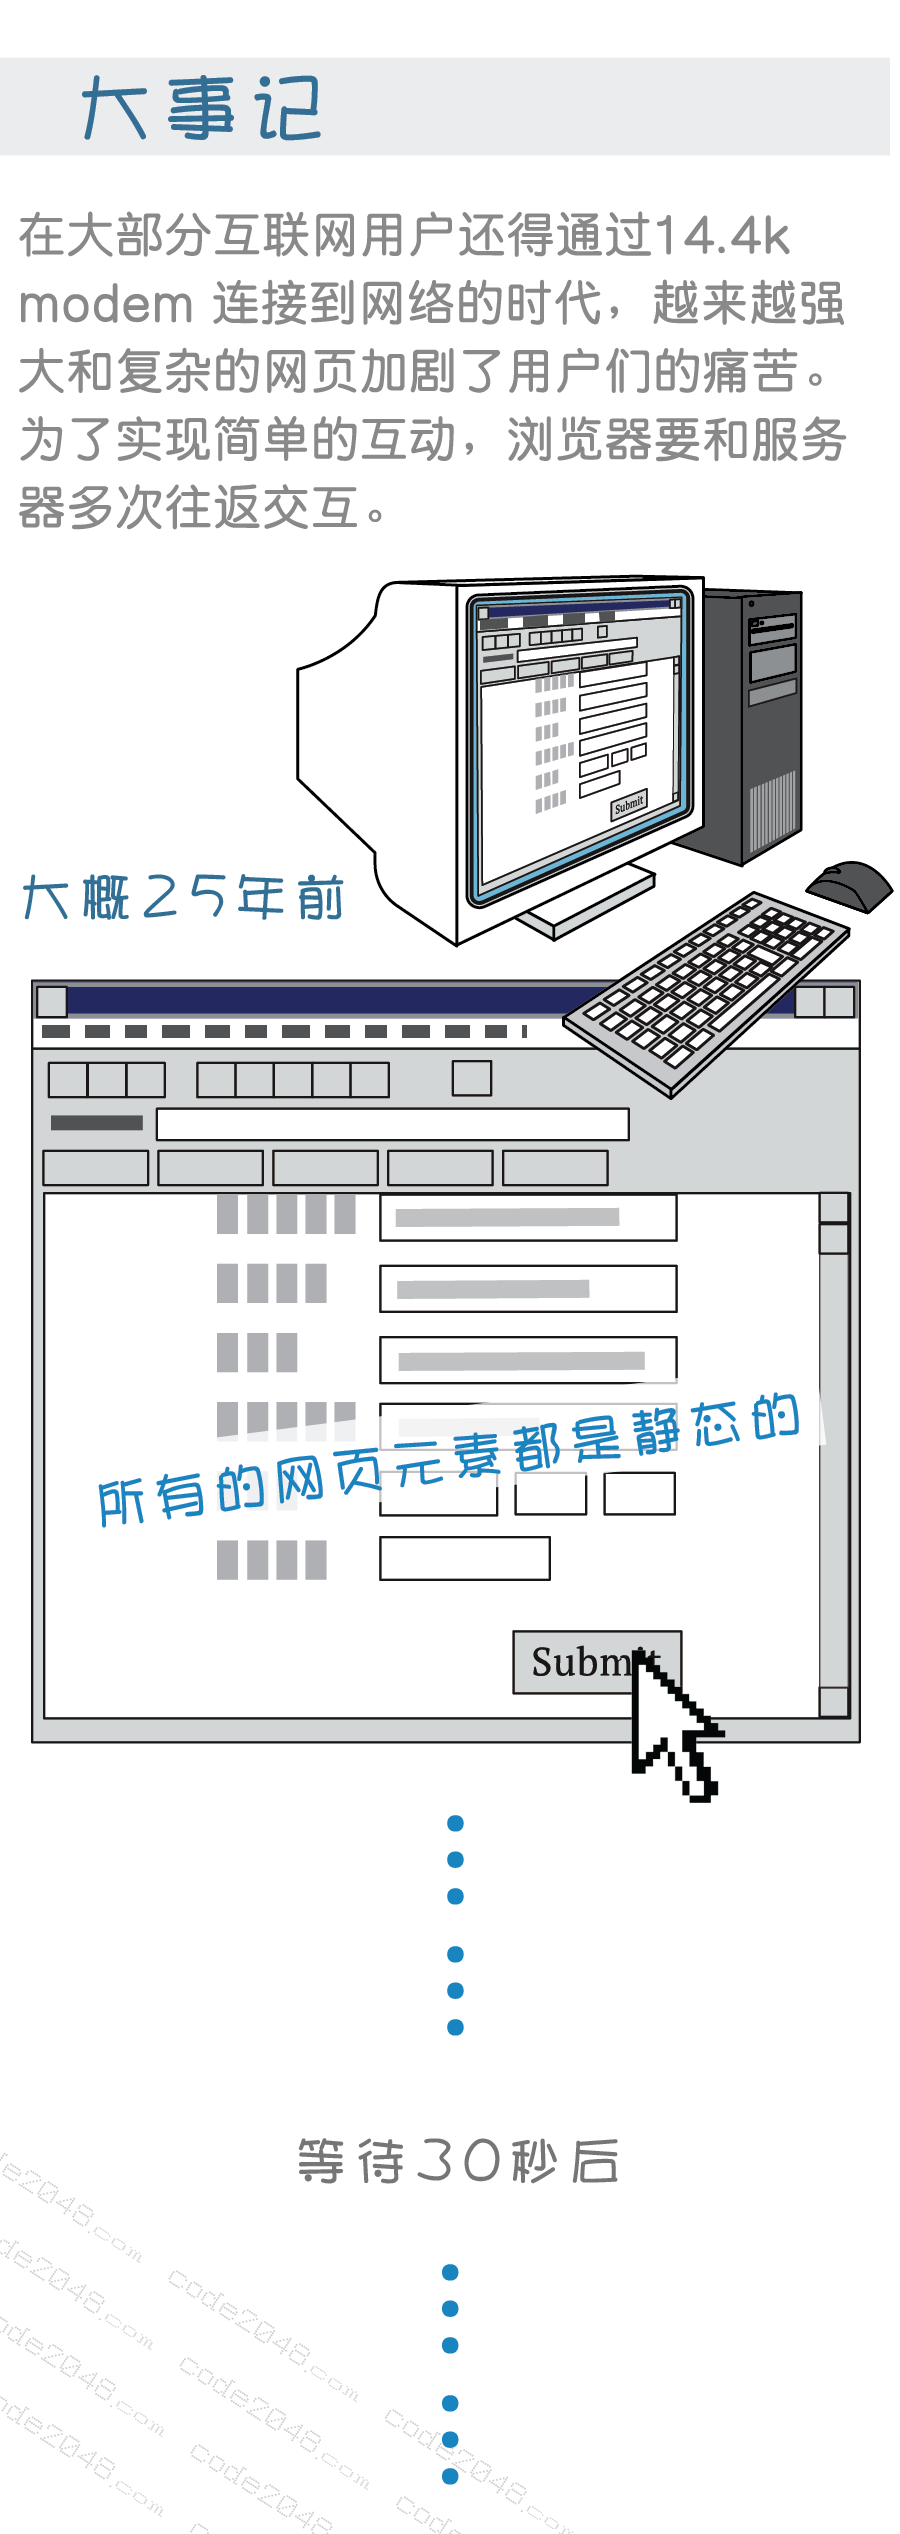 大事记
在大部分互联网用户还得通过14.4k
modem 连接到网络的时代，越来越强
大和复杂的网页加剧了用户们的痛苦。
为了实现简单的互动，浏览器要和服务
器多次往返交互。
Submit
大概25年前
所有的网页元素都是静态的
Submit
等待30秒后
code2048.com
code2048.com
code2048.com
code2048.com
code2048.com
code2048.com
code2048.com
code2048.com